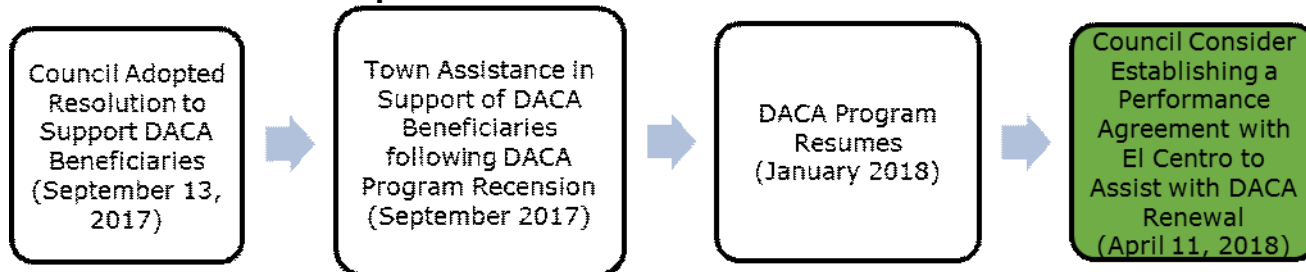 Council Adopted
Resolution to
Support DACA
Beneficiaries
(September 13,
2017)
Town Assistance in
Support of DACA
Beneficiaries
following DACA
Program Recension
(September 2017)
DACA Program
Resumes
(January 2018)
Council Consider
Establishing a
Performance
Agreement with
El Centro to
Assist with DACA
Renewal
(April 11, 2018)